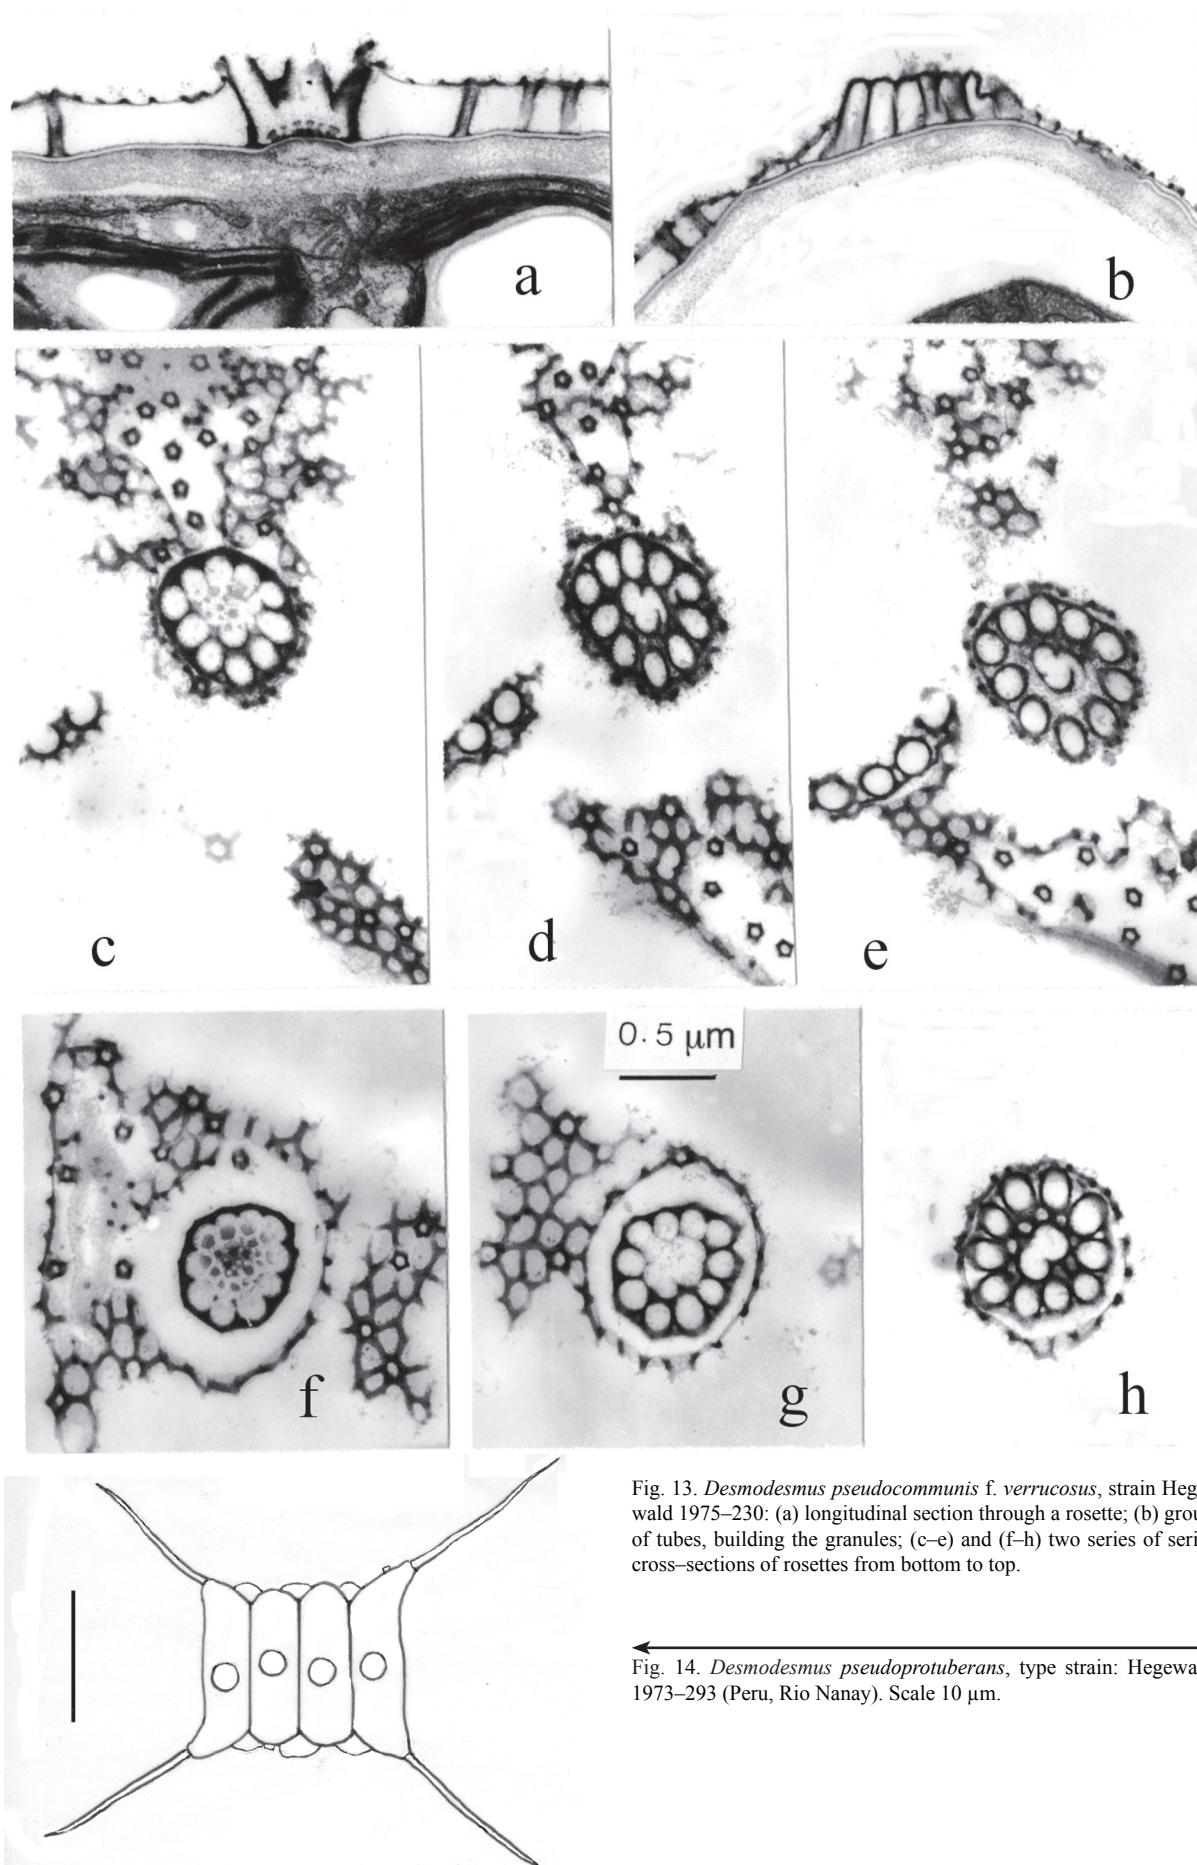 a
b
c
d
e
f
0.5 µm
g
h
Fig. 13. Desmodesmus pseudocommunis f. verrucosus, strain Heg
wald 1975–230: (a) longitudinal section through a rosette; (b) grou
of tubes, building the granules; (c–e) and (f–h) two series of seri
cross–sections of rosettes from bottom to top.
Fig. 14. Desmodesmus pseudoprotuberans, type strain: Hegewa
1973–293 (Peru, Rio Nanay). Scale 10 µm.